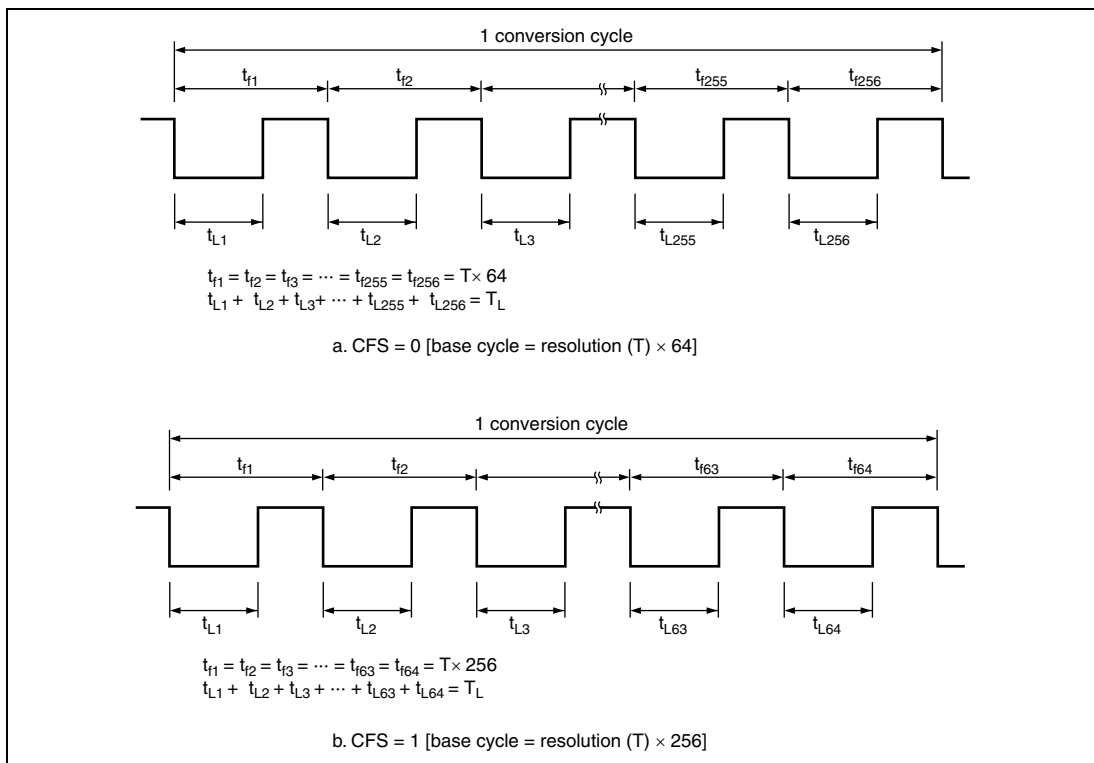 1 conversion cycle
tf1 tf2 tf255 tf256
tL1 tL2 tL3 tL255 tL256
tf1 = tf2 = tf3 = ··· = tf255 = tf256 = T× 64
tL1 + tL2 + tL3+ ··· + tL255 + tL256 = TL
a. CFS = 0 [base cycle = resolution (T) × 64]
1 conversion cycle
tf1 tf2 tf63 tf64
tL1 tL2 tL3 tL63 tL64
tf1 = tf2 = tf3 = ··· = tf63 = tf64 = T× 256
tL1 + tL2 + tL3 + ··· + tL63 + tL64 = TL
b. CFS = 1 [base cycle = resolution (T) × 256]